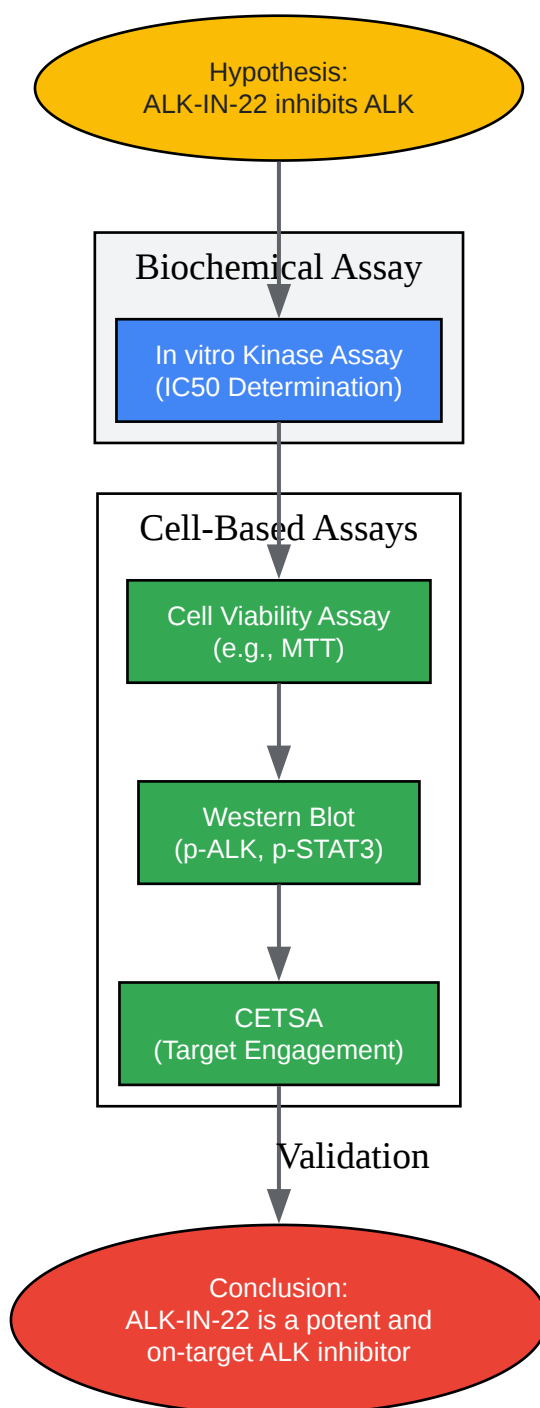 Hypothesis:
ALK-IN-22 inhibits ALK
Biochemical Assay
In vitro Kinase Assay
(IC50 Determination)
Cell-Based Assays
Cell Viability Assay
(e.g., MTT)
Western Blot
(p-ALK, p-STAT3)
CETSA
(Target Engagement)
Validation
Conclusion:
ALK-IN-22 is a potent and
on-target ALK inhibitor